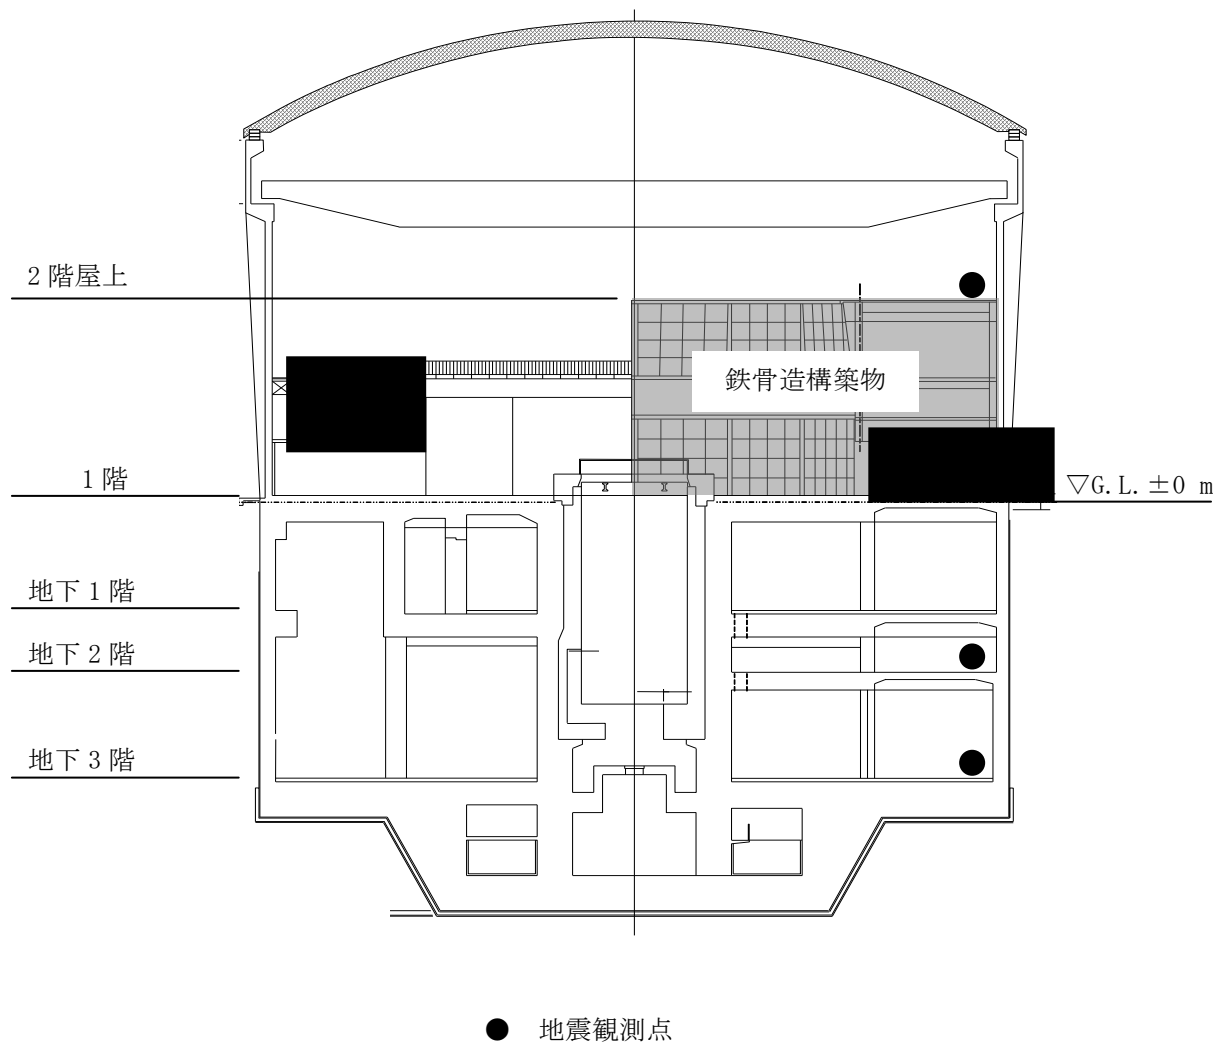 2 階屋上
鉄骨造構築物
1 階
▽G.L.±0 m
地下 1 階
地下 2 階
地下 3 階
● 地震観測点